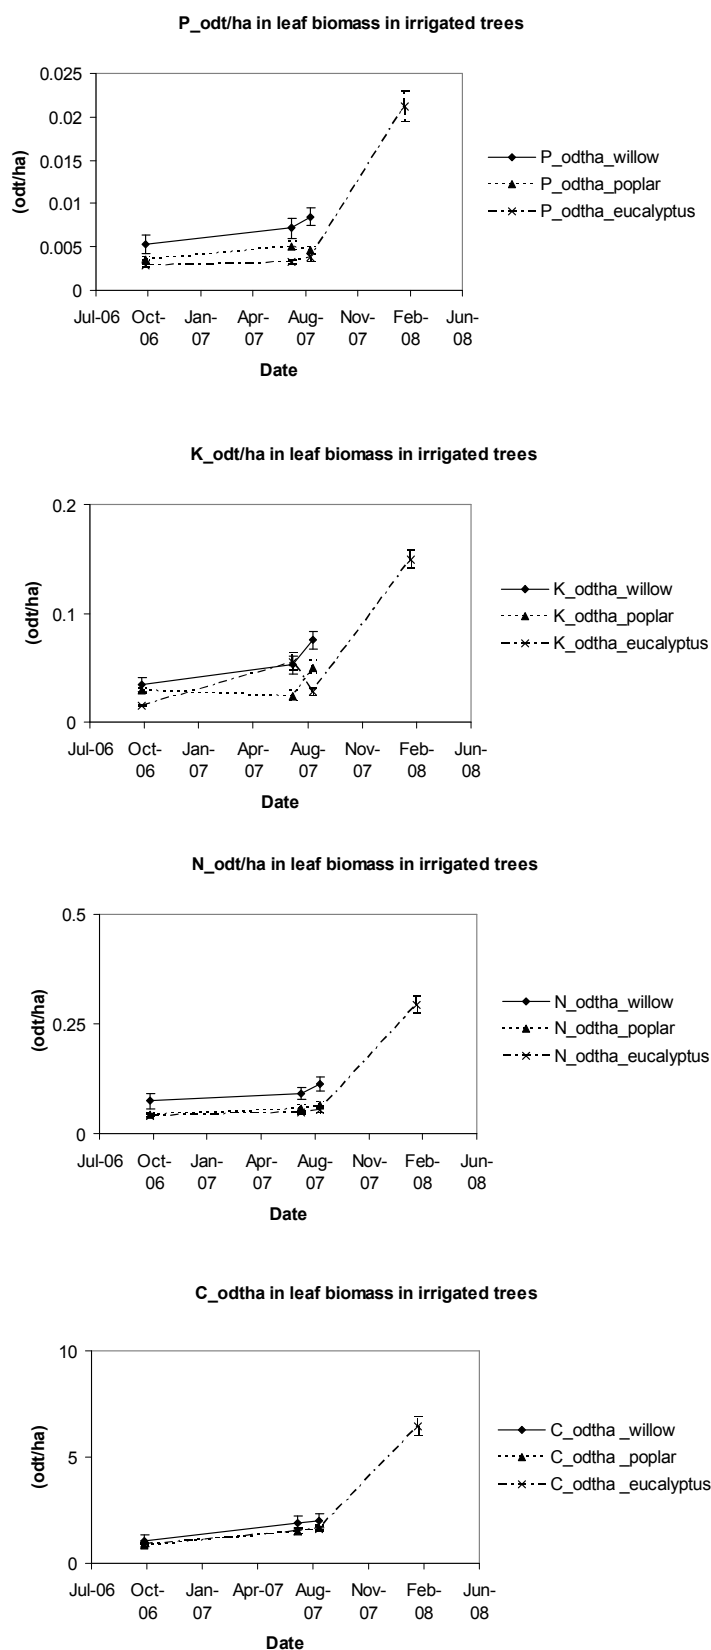 P_odt/ha in leaf biomass in irrigated trees
0.025
0.02
0.015
0.01
0.005
0
(odt/ha)
Jul-06 Oct- Jan- Apr- Aug- Nov- Feb- Jun-
06 07 07 07 07 08 08
Date
P_odtha_willow
P_odtha_poplar
P_odtha_eucalyptus
K_odt/ha in leaf biomass in irrigated trees
0.2
0.1
0
(odt/ha)
Jul-06 Oct- Jan- Apr- Aug- Nov- Feb- Jun-
06 07 07 07 07 08 08
Date
K_odtha_willow
K_odtha_poplar
K_odtha_eucalyptus
N_odt/ha in leaf biomass in irrigated trees
0.5
0.25
0
(odt/ha)
Jul-06 Oct- Jan- Apr-07 Aug- Nov- Feb- Jun-
06 07 07 07 08 08
Date
N_odtha_willow
N_odtha_poplar
N_odtha_eucalyptus
C_odtha in leaf biomass in irrigated trees
10
5
0
(odt/ha)
Jul-06 Oct- Jan- Apr-07 Aug- Nov- Feb- Jun-
06 07 07 07 08 08
Date
C_odtha _willow
C_odtha _poplar
C_odtha _eucalyptus